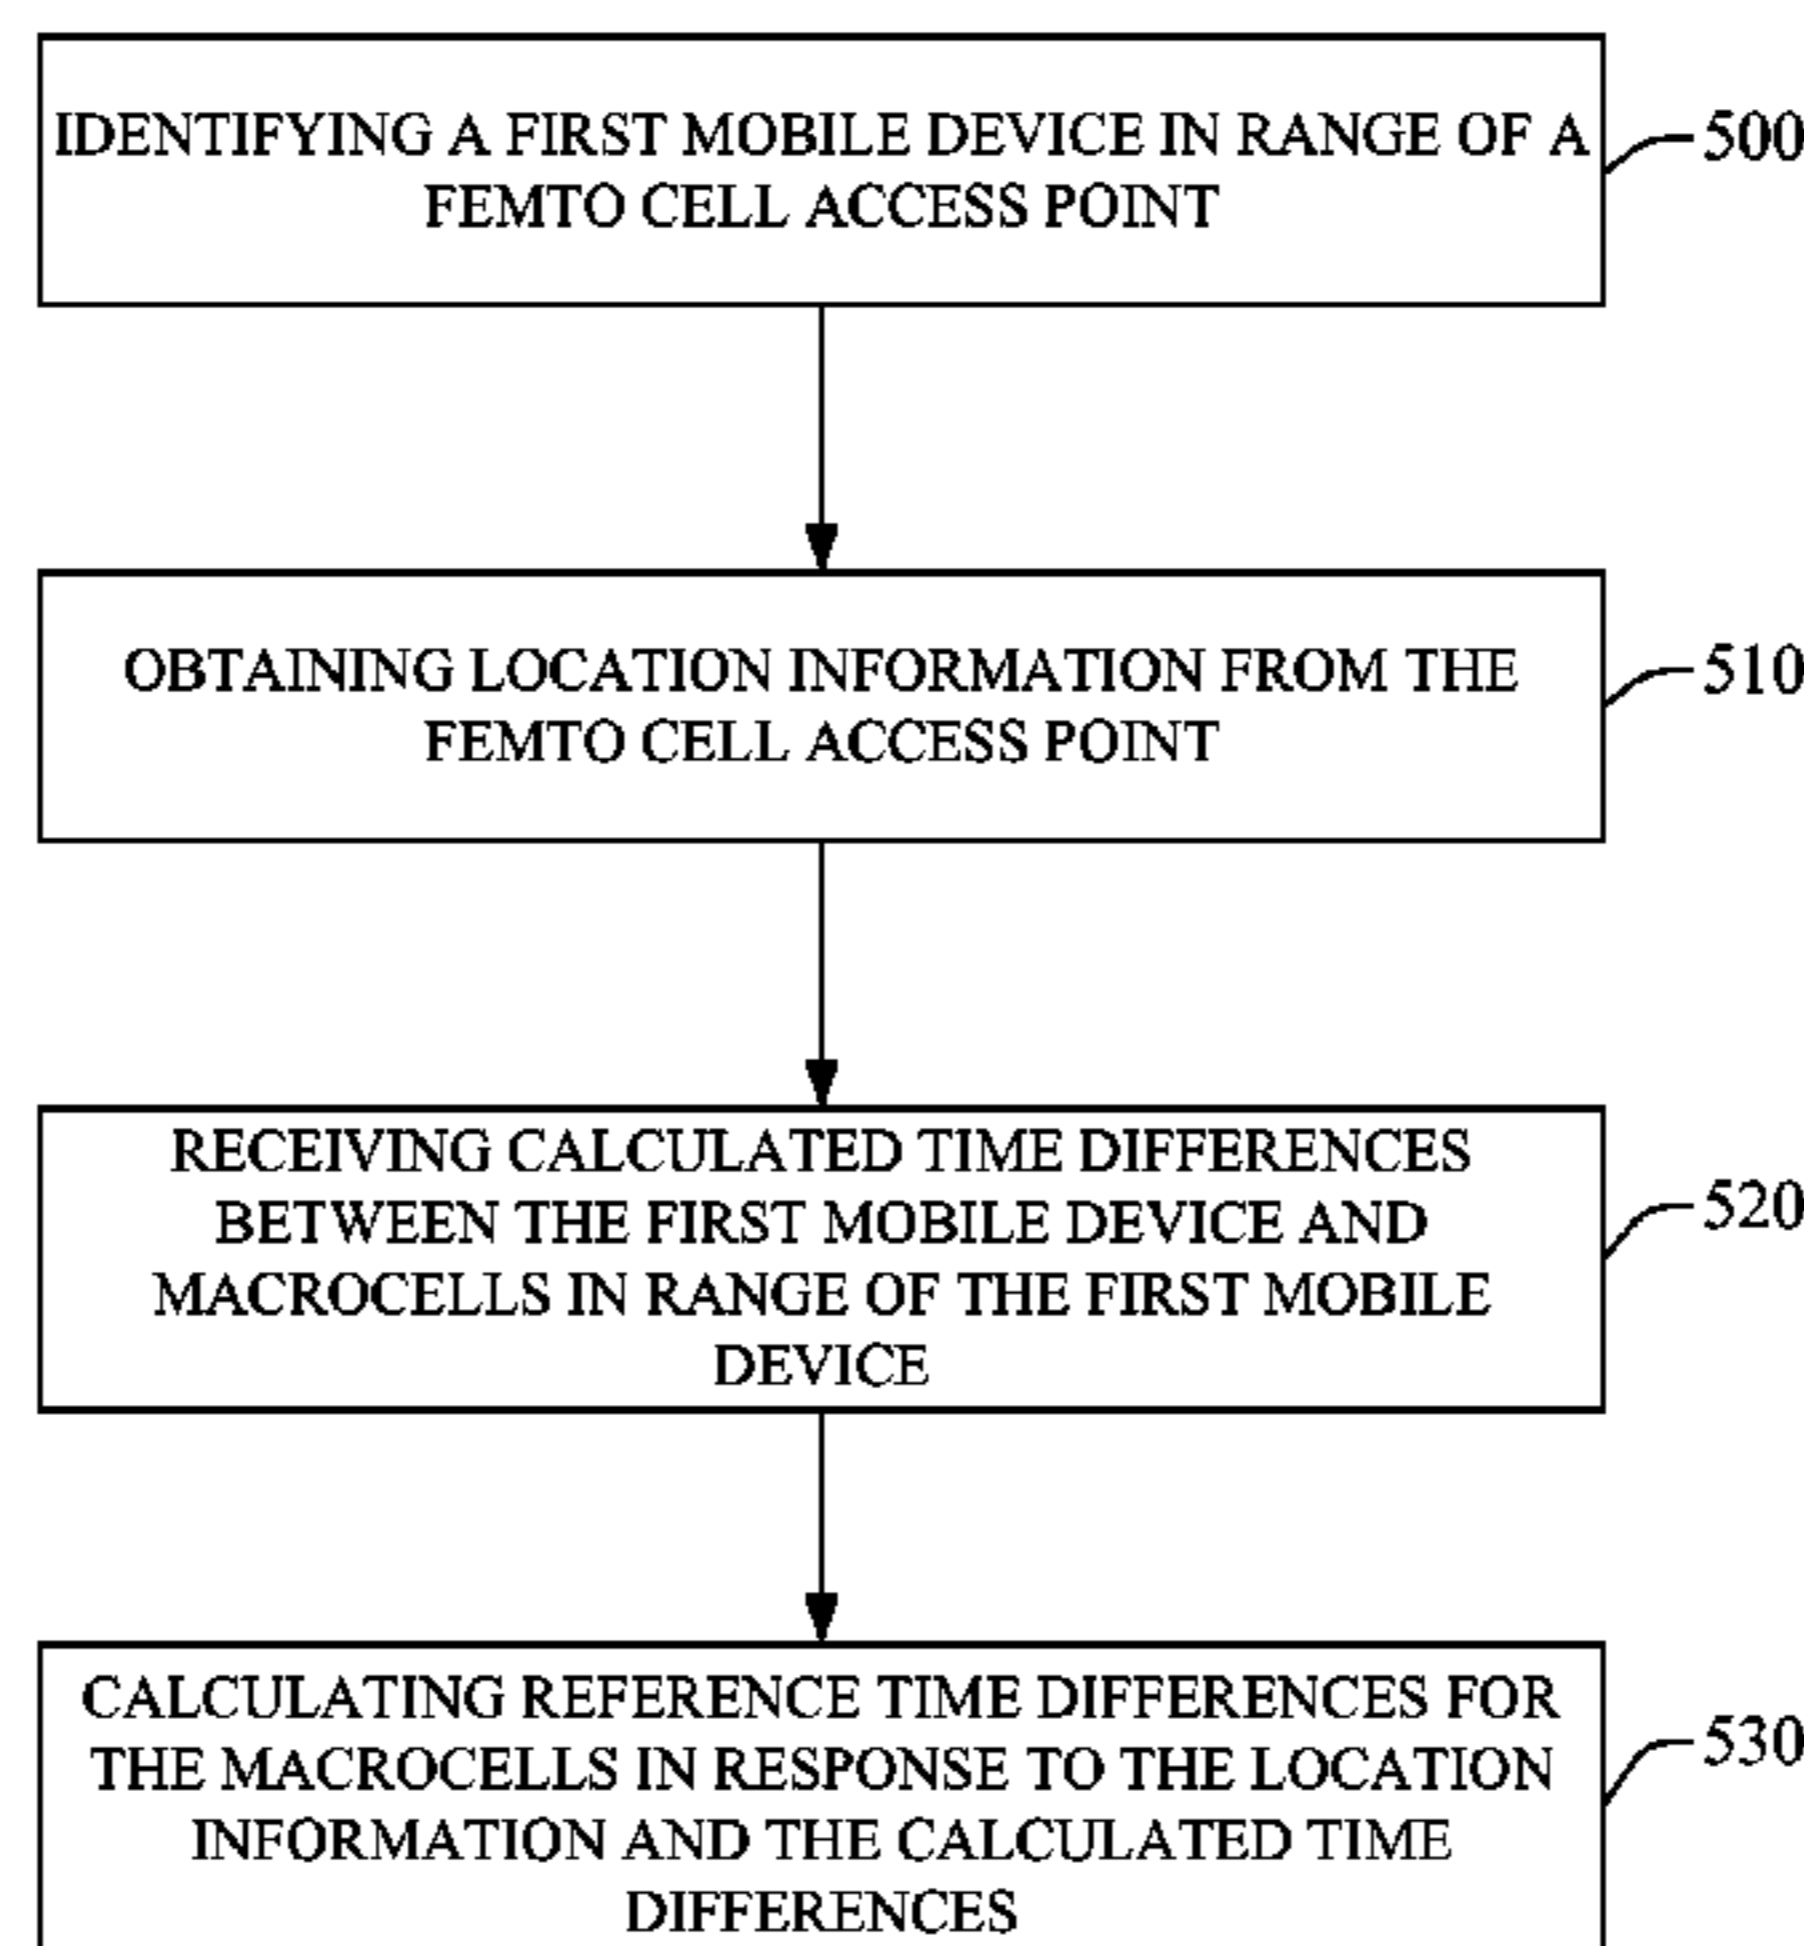 IDENTIFYING A FIRST MOBILE DEVICE IN RANGE OF A
FEMTO CELL ACCESS POINT
500
OBTAINING LOCATION INFORMATION FROM THE
FEMTO CELL ACCESS POINT
510
RECEIVING CALCULATED TIME DIFFERENCES
BETWEEN THE FIRST MOBILE DEVICE AND
MACROCELLS IN RANGE OF THE FIRST MOBILE
DEVICE
520
CALCULATING REFERENCE TIME DIFFERENCES FOR
THE MACROCELLS IN RESPONSE TO THE LOCATION
INFORMATION AND THE CALCULATED TIME
DIFFERENCES
530